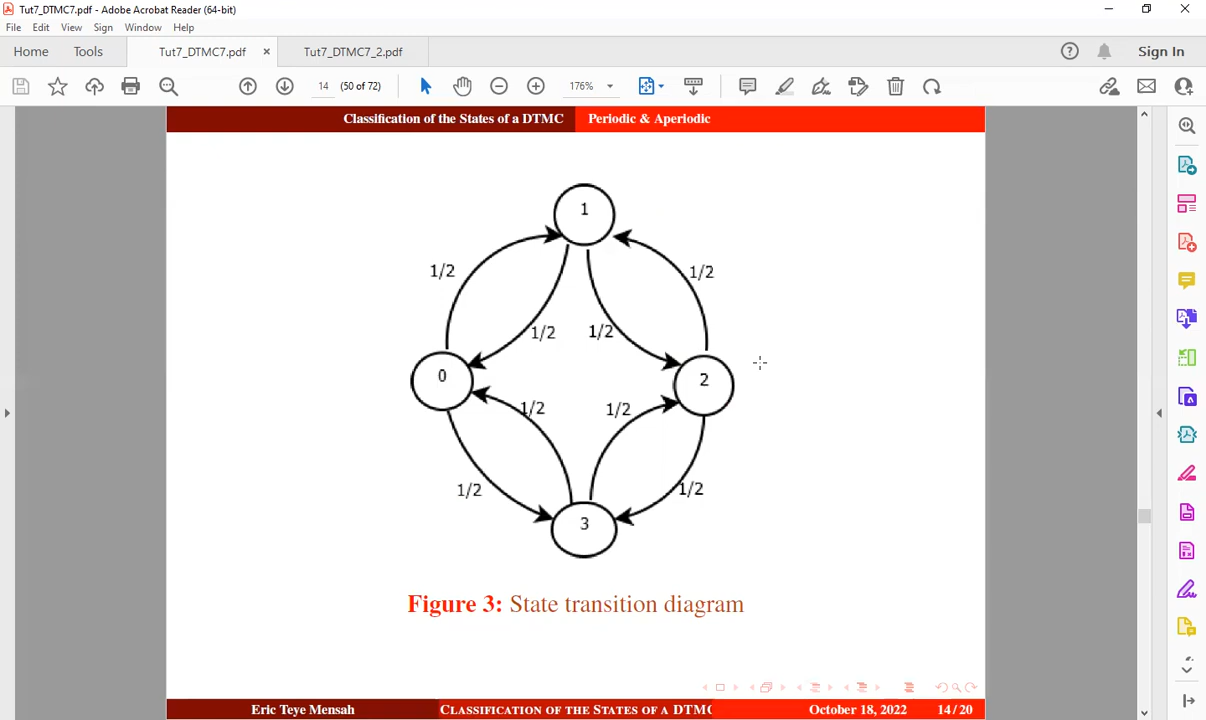 Tut7_DTMC7.pdf - Adobe Acrobat Reader (64-bit)
File Edit View Sign Window Help
Home Tools Tut7_DTMC7.pdf × Tut7_DTMC7_2.pdf Sign In
14 (50 of 72) 176%
Classification of the States of a DTMC Periodic & Aperiodic
1
1/2 1/2
1/2 1/2
0 2
1/2 1/2
1/2 1/2
3
Figure 3: State transition diagram
Eric Teye Mensah CLASSIFICATION OF THE STATES OF A DTMC October 18, 2022 14/20